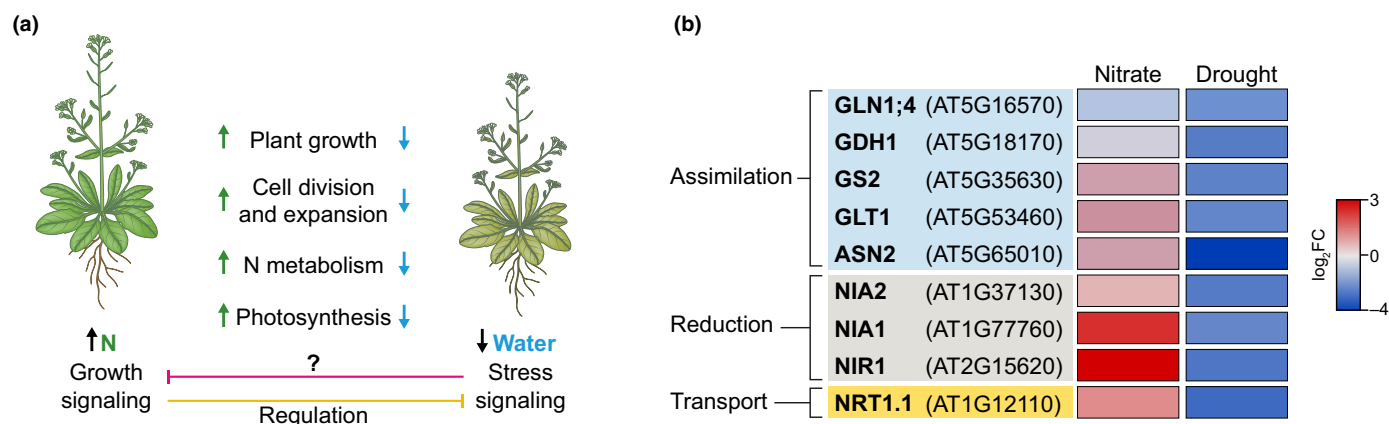 (a)
Plant growth
Cell division
and expansion
N metabolism
Photosynthesis
N
Growth
signaling
?
Regulation
Water
Stress
signaling
(b)
Nitrate Drought
Assimilation
GLN1;4 (AT5G16570)
GDH1 (AT5G18170)
GS2 (AT5G35630)
GLT1 (AT5G53460)
ASN2 (AT5G65010)
Reduction
NIA2 (AT1G37130)
NIA1 (AT1G77760)
NIR1 (AT2G15620)
Transport
NRT1.1 (AT1G12110)
log₂FC
3
0
–4